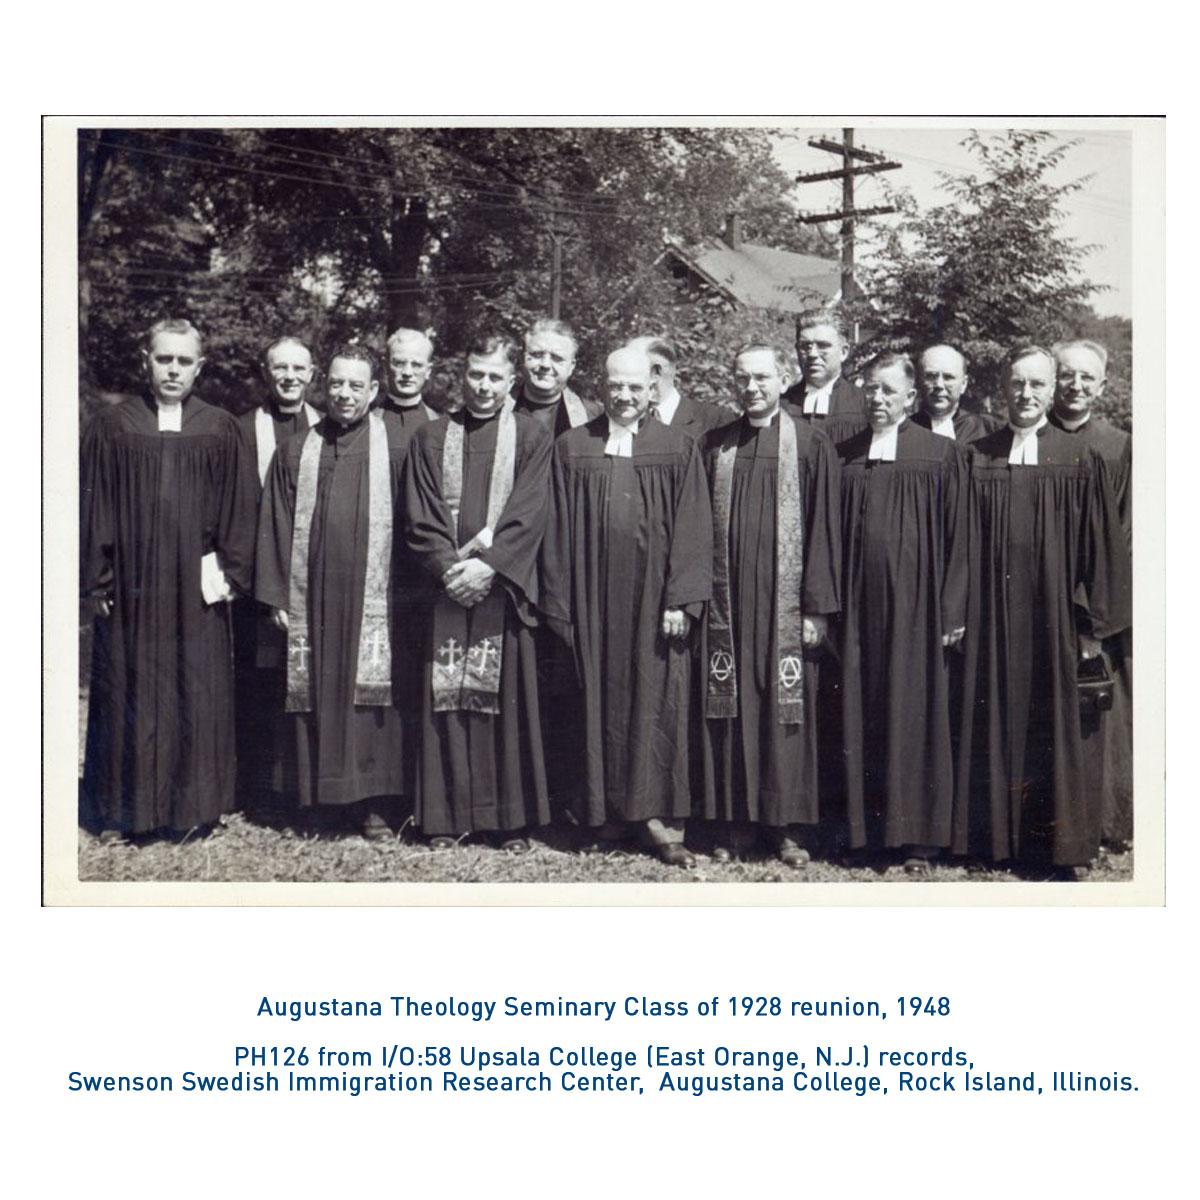 Augustana Theology Seminary Class of 1928 reunion, 1948
PH126 from I/O:58 Upsala College (East Orange, N.J.) records,
Swenson Swedish Immigration Research Center, Augustana College, Rock Island, Illinois.